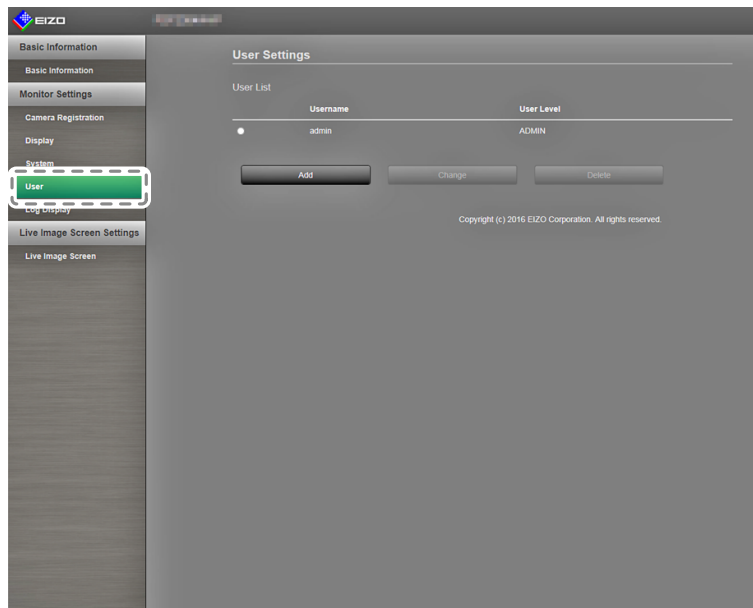 EIZO
Basic Information
Basic Information
Monitor Settings
Camera Registration
Display
System
User
Log Display
Live Image Screen Settings
Live Image Screen
User Settings
User List
Username User Level
admin ADMIN
Add Change Delete
Copyright (c) 2016 EIZO Corporation. All rights reserved.